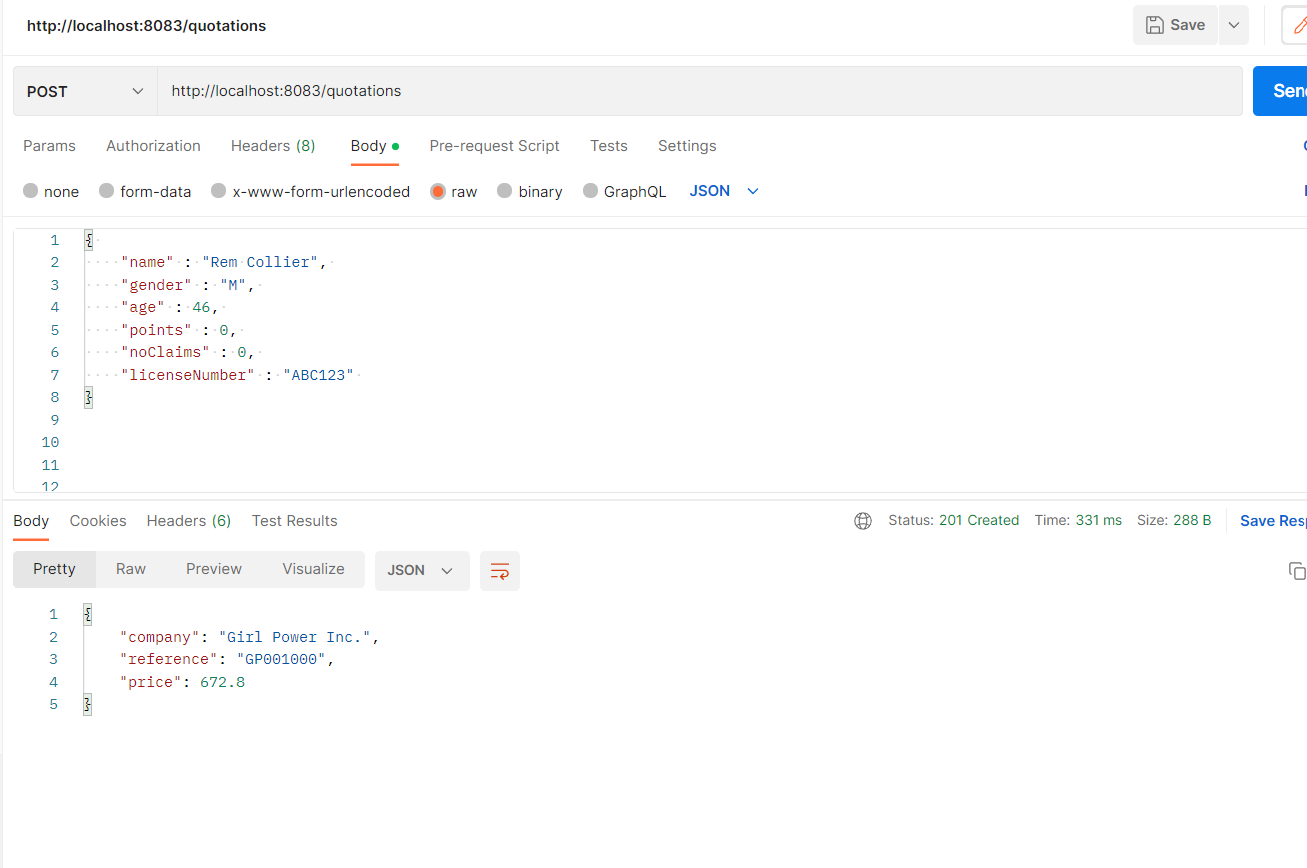 http://localhost:8083/quotations
Save
POST
http://localhost:8083/quotations
Send
Params Authorization Headers (8) Body Pre-request Script Tests Settings
none form-data x-www-form-urlencoded raw binary GraphQL JSON
1 {
2 "name" : "Rem Collier",
3 "gender" : "M",
4 "age" : 46,
5 "points" : 0,
6 "noClaims" : 0,
7 "licenseNumber" : "ABC123"
8 }
9
10
11
12
Body Cookies Headers (6) Test Results Status: 201 Created Time: 331 ms Size: 288 B Save Resp
Pretty Raw Preview Visualize JSON
1 {
2 "company": "Girl Power Inc.",
3 "reference": "GP001000",
4 "price": 672.8
5 }